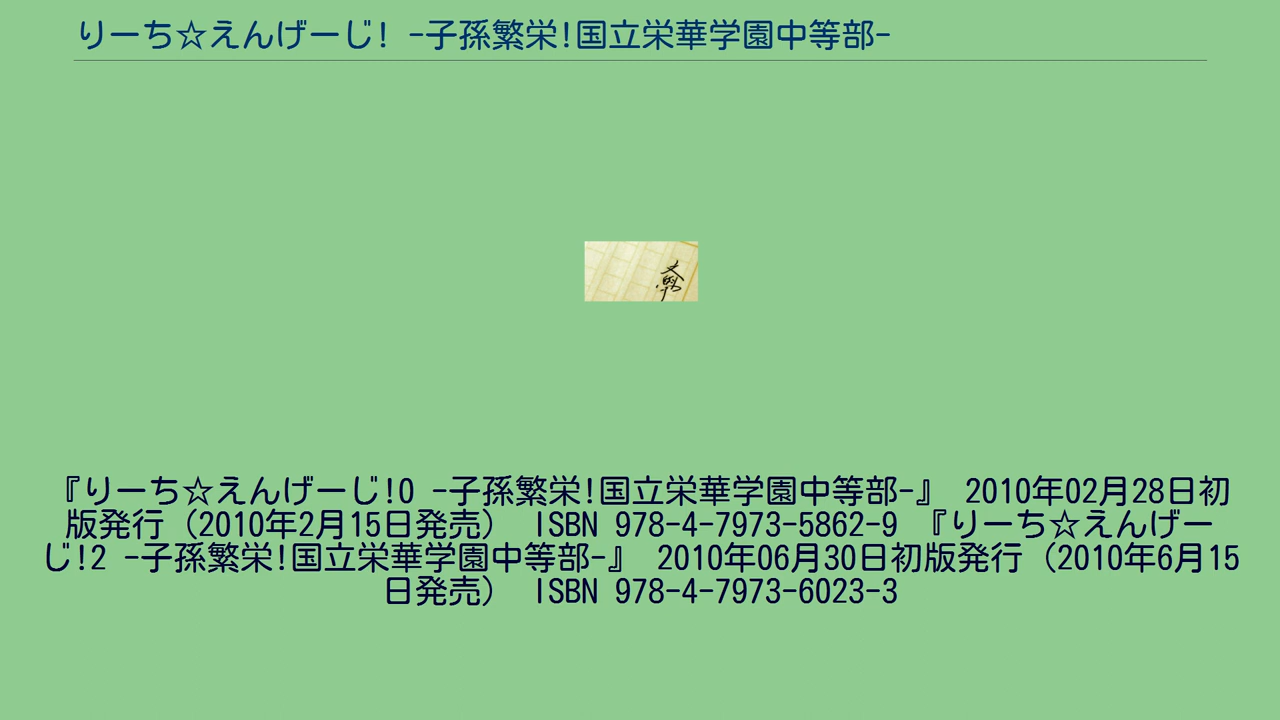 りーち☆えんげーじ! -子孫繁栄!国立栄華学園中等部-
『りーち☆えんげーじ!0 -子孫繁栄!国立栄華学園中等部-』 2010年02月28日初
版発行（2010年2月15日発売） ISBN 978-4-7973-5862-9 『りーち☆えんげー
じ!2 -子孫繁栄!国立栄華学園中等部-』 2010年06月30日初版発行（2010年6月15
日発売） ISBN 978-4-7973-6023-3